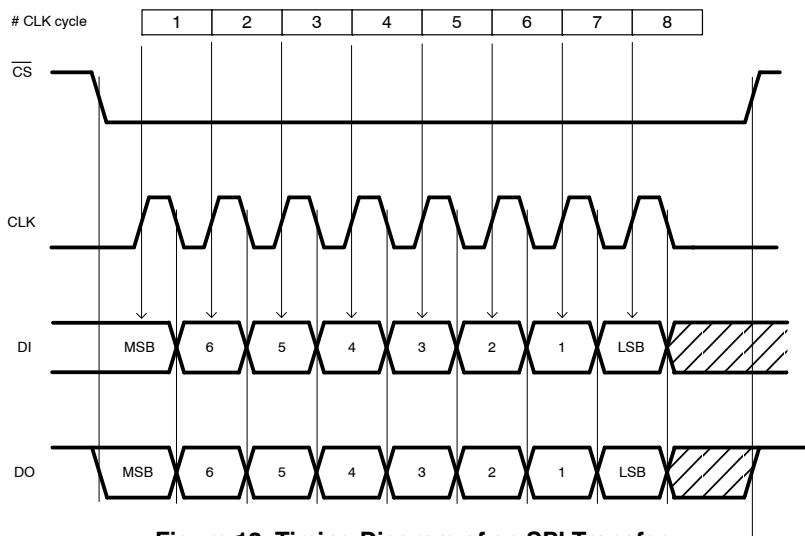 # CLK cycle 1 2 3 4 5 6 7 8
CS
CLK
DI MSB 6 5 4 3 2 1 LSB
DO MSB 6 5 4 3 2 1 LSB